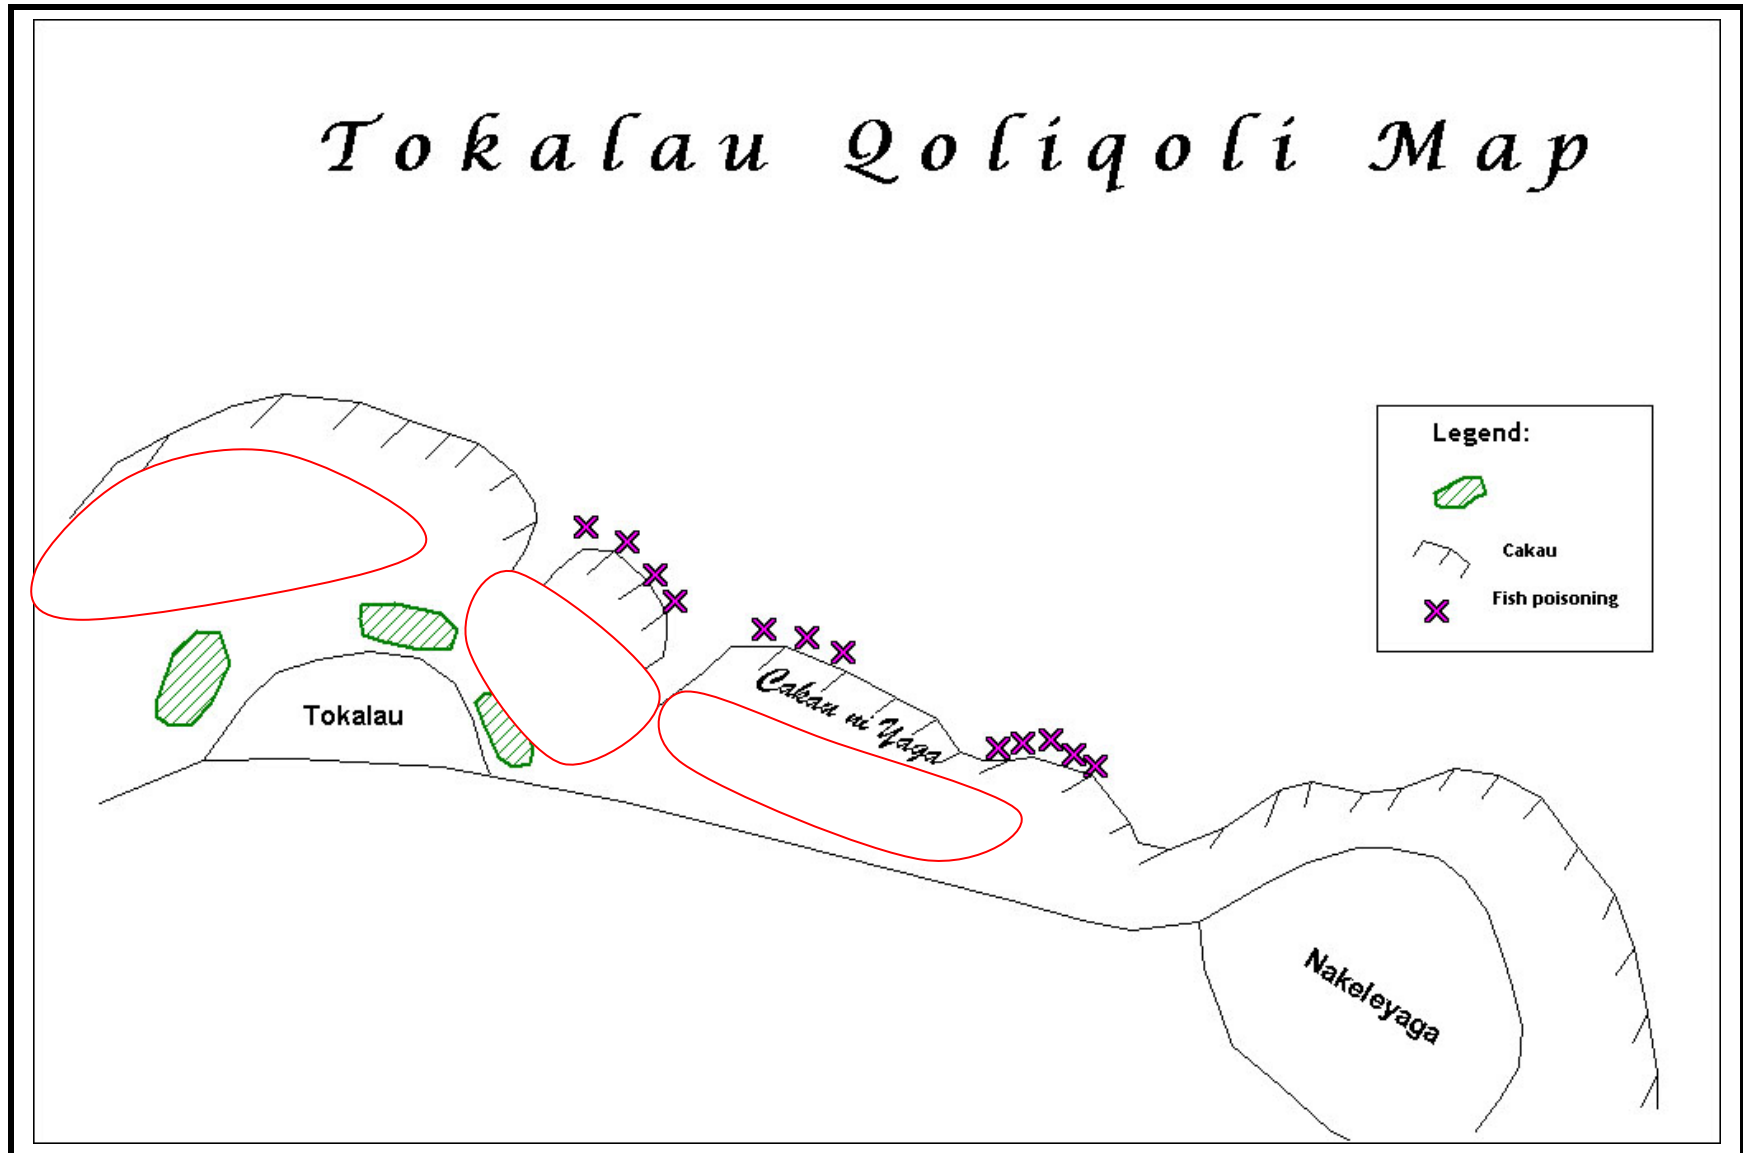 Tokalau Qoliqoli Map
Legend:
Cakau
Fish poisoning
Cakau ni Yaga
Tokalau
Nakeleyaga